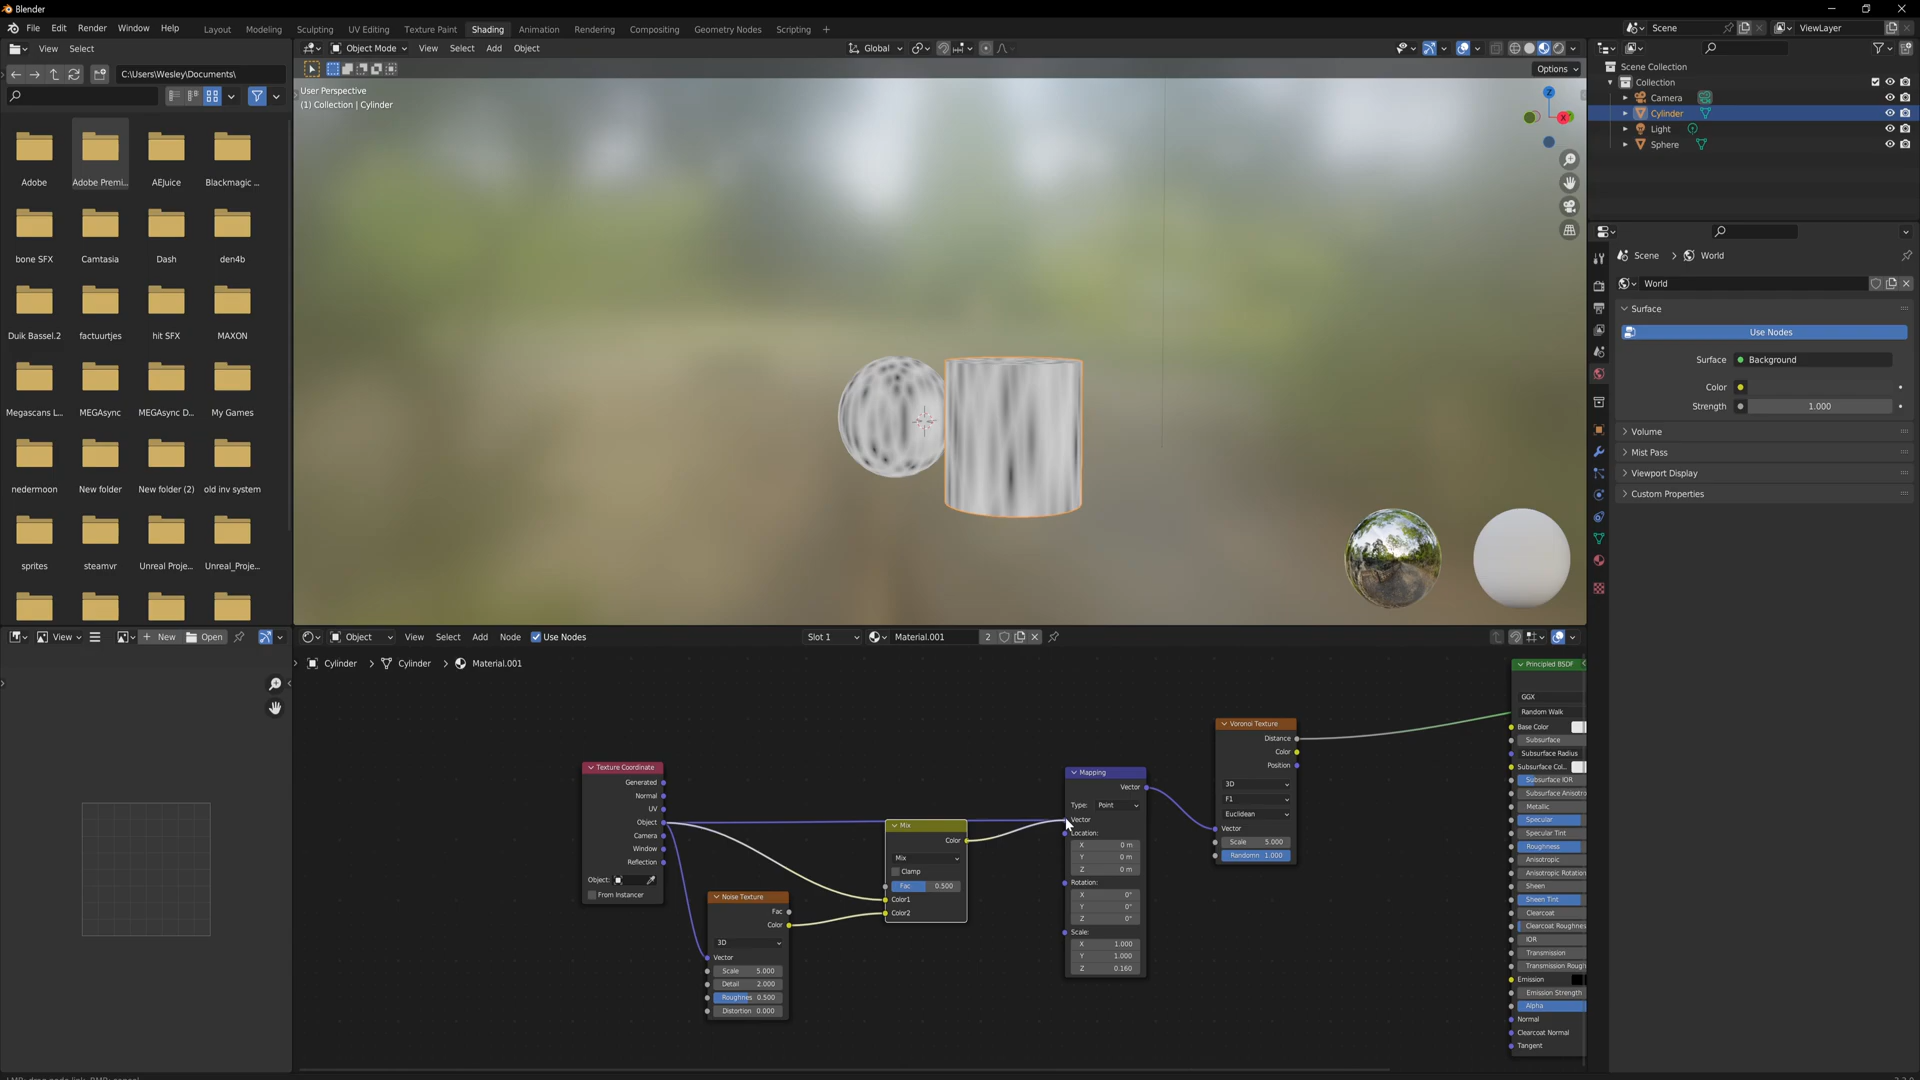 Blender
File Edit Render Window Help Layout Modeling Sculpting UV Editing Texture Paint Shading Animation Rendering Compositing Geometry Nodes Scripting + Scene ViewLayer
View Select Object Mode View Select Add Object Global
C:\Users\Wesley\Documents\
Options
User Perspective
(1) Collection | Cylinder
Z
X
Scene Collection
Collection
Camera
Cylinder
Light
Sphere
Adobe Adobe Premi... AEJuice Blackmagic ...
bone SFX Camtasia Dash den4b
Duik Bassel.2 factuurtjes hit SFX MAXON
Megascans L... MEGAsync MEGAsync D... My Games
nedermoon New folder New folder (2) old inv system
sprites steamvr Unreal Proje... Unreal_Proje...
Scene > World
World
Surface
Use Nodes
Surface Background
Color
Strength 1.000
Volume
Mist Pass
Viewport Display
Custom Properties
View New Open
Object View Select Add Node Use Nodes Slot 1 Material.001 2
Cylinder > Cylinder > Material.001
Texture Coordinate
Generated
Normal
UV
Object
Camera
Window
Reflection
Object:
From Instancer
Noise Texture
Fac
Color
3D
Vector
Scale 5.000
Detail 2.000
Roughnes 0.500
Distortion 0.000
Mix
Color
Mix
Clamp
Fac 0.500
Color1
Color2
Mapping
Vector
Type: Point
Vector
Location:
X 0 m
Y 0 m
Z 0 m
Rotation:
X 0°
Y 0°
Z 0°
Scale:
X 1.000
Y 1.000
Z 0.160
Voronoi Texture
Distance
Color
Position
3D
F1
Euclidean
Vector
Scale 5.000
Randomn 1.000
Principled BSDF
GGX
Random Walk
Base Color
Subsurface
Subsurface Radius
Subsurface Col..
Subsurface IOR
Subsurface Anisotro
Metallic
Specular
Specular Tint
Roughness
Anisotropic
Anisotropic Rotation
Sheen
Sheen Tint
Clearcoat
Clearcoat Roughnes
IOR
Transmission
Transmission Rough
Emission
Emission Strength
Alpha
Normal
Clearcoat Normal
Tangent